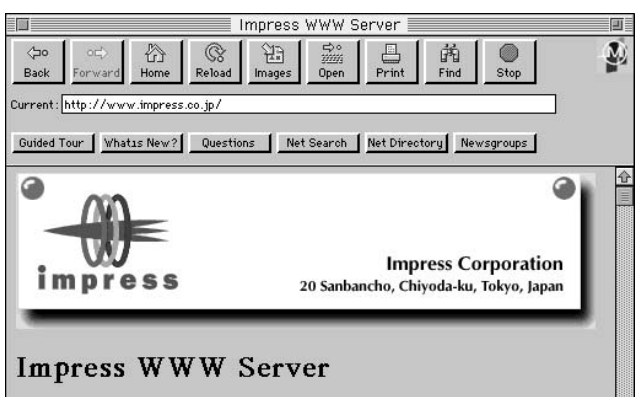 Impress WWW Server
Back Forward Home Reload Images Open Print Find Stop
M
Current: http://www.impress.co.jp/
Guided Tour What's New? Questions Net Search Net Directory Newsgroups
impress
Impress Corporation
20 Sanbancho, Chiyoda-ku, Tokyo, Japan
Impress WWW Server